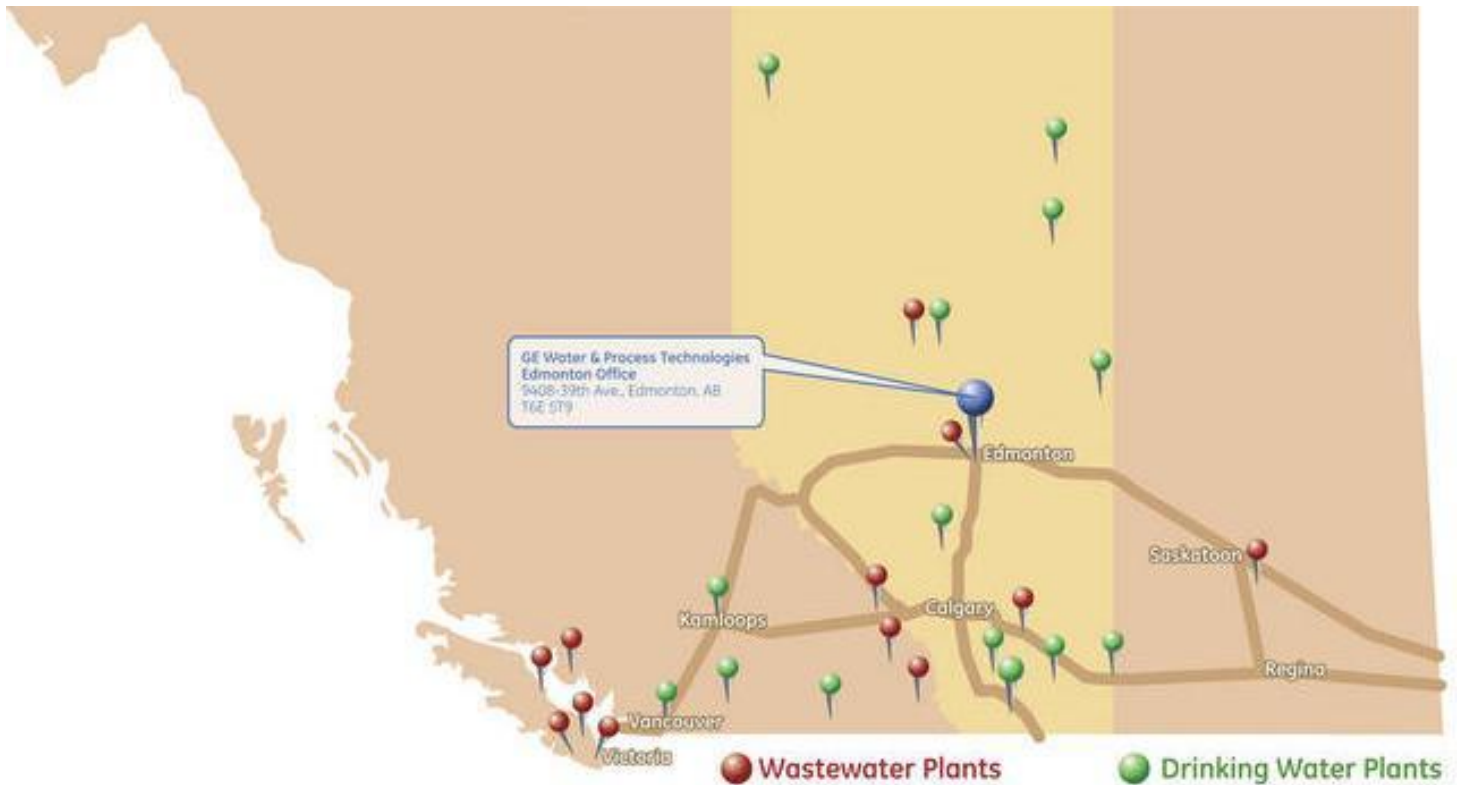 GE Water & Process Technologies
Edmonton Office
9408-39th Ave., Edmonton, AB
T6E 5T9
Edmonton
Saskatoon
Calgary
Kamloops
Regina
Vancouver
Victoria
Wastewater Plants
Drinking Water Plants